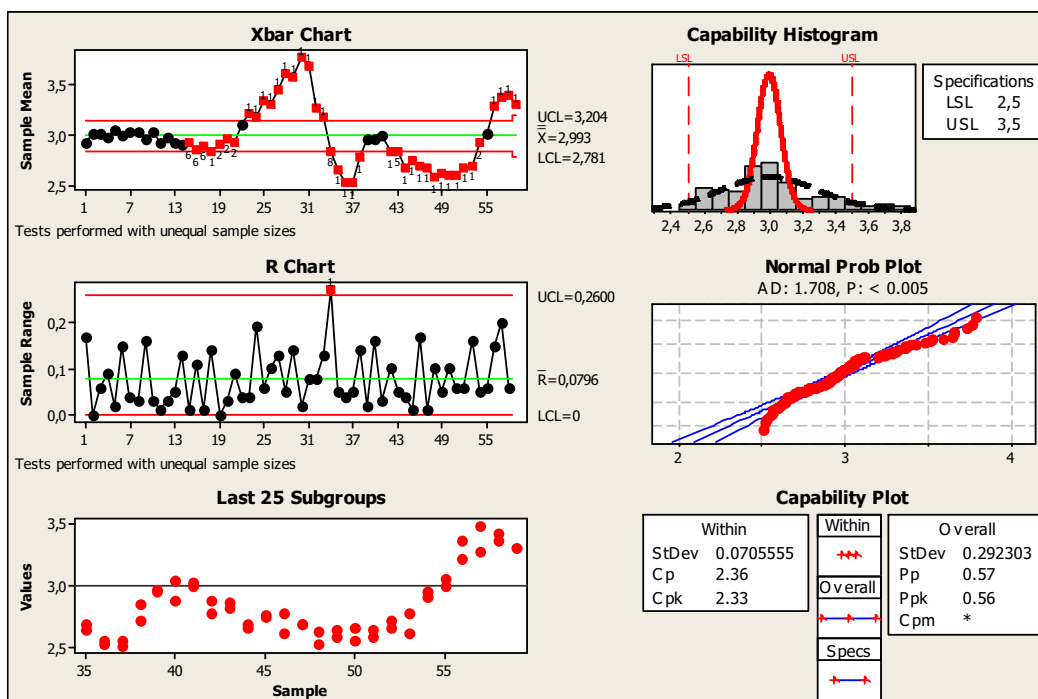 Xbar Chart
Sample Mean
3,5
3,0
2,5
UCL=3,204
X=2,993
LCL=2,781
1 7 13 19 25 31 37 43 49 55
Tests performed with unequal sample sizes
R Chart
Sample Range
0,2
0,1
0,0
1
UCL=0,2600
R=0,0796
LCL=0
1 7 13 19 25 31 37 43 49 55
Tests performed with unequal sample sizes
Last 25 Subgroups
Values
3,5
3,0
2,5
35 40 45 50 55
Sample
Capability Histogram
LSL USL
2,4 2,6 2,8 3,0 3,2 3,4 3,6 3,8
Specifications
LSL 2,5
USL 3,5
Normal Prob Plot
AD: 1.708, P: < 0.005
2 3 4
Capability Plot
Within
StDev 0.0705555
Cp 2.36
Cpk 2.33
Within
Overall
Specs
Overall
StDev 0.292303
Pp 0.57
Ppk 0.56
Cpm *